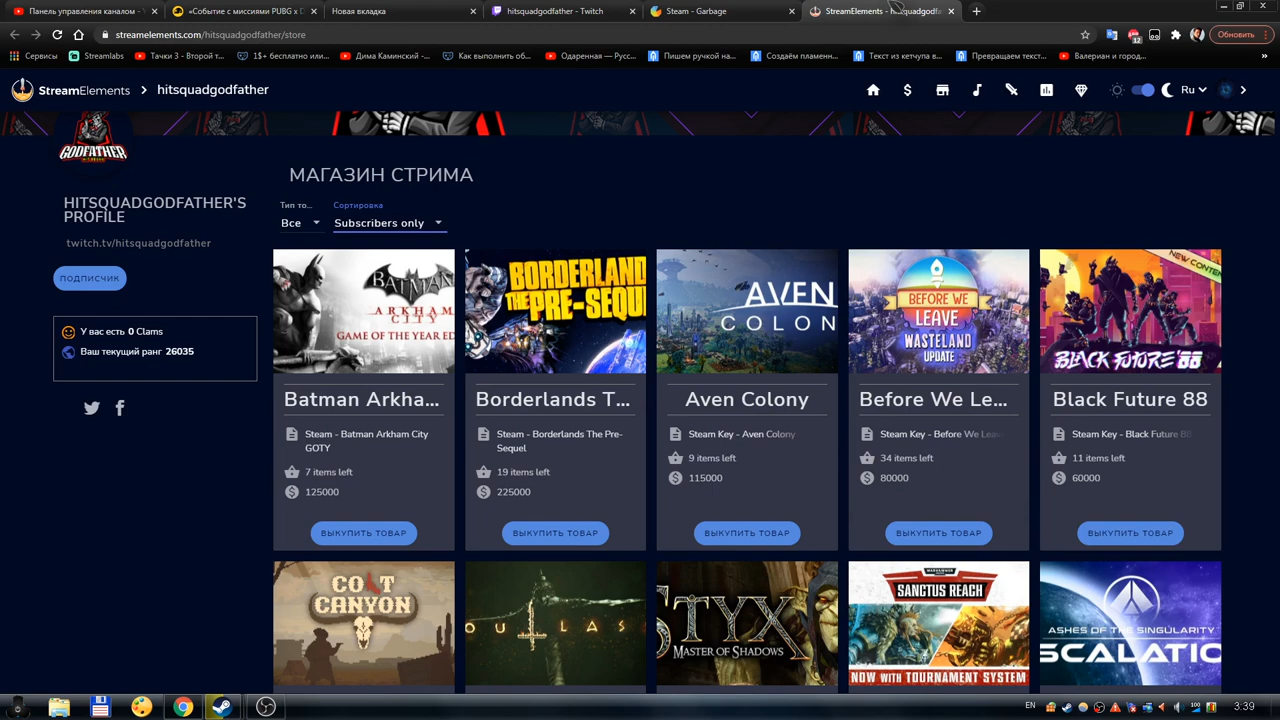 Панель управления каналом -
«Событие с миссиями PUBG x D
Новая вкладка
hitsquadgodfather - Twitch
Steam - Garbage
StreamElements - hitsquadgodfath
streamelements.com/hitsquadgodfather/store
12
Обновить
Сервисы
Streamlabs
Тачки 3 - Второй т...
1$+ бесплатно или...
Дима Каминский -...
Как выполнить об...
Одаренная — Русс...
Пишем ручкой на...
Создаём пламенн...
Текст из кетчупа в...
Превращаем текст...
Валериан и город...
StreamElements
hitsquadgodfather
Ru
GODFATHER
МАГАЗИН СТРИМА
HITSQUADGODFATHER'S
PROFILE
twitch.tv/hitsquadgodfather
ПОДПИСЧИК
У вас есть 0 Clams
Ваш текущий ранг 26035
Тип то...
Сортировка
Все
Subscribers only
BATMAN
ARKHAM
CITY
GAME OF THE YEAR ED
Batman Arkha...
Steam - Batman Arkham City
GOTY
7 items left
125000
ВЫКУПИТЬ ТОВАР
BORDERLAND
THE PRE-SEQU
Borderlands T...
Steam - Borderlands The Pre-
Sequel
19 items left
225000
ВЫКУПИТЬ ТОВАР
AVEN
COLON
Aven Colony
Steam Key - Aven Colony
9 items left
115000
ВЫКУПИТЬ ТОВАР
BEFORE WE
LEAVE
WASTELAND
UPDATE
Before We Le...
Steam Key - Before We Leave
34 items left
80000
ВЫКУПИТЬ ТОВАР
NEW CONTEN
BLACK FUTURE '88
Black Future 88
Steam Key - Black Future 88
11 items left
60000
ВЫКУПИТЬ ТОВАР
COLT
CANYON
OUTLAS
STYX
MASTER OF SHADOWS
WARHAMMER
SANCTUS REACH
NOW WITH TOURNAMENT SYSTEM
ASHES OF THE SINGULARITY
SCALATIO
EN
100
3:39